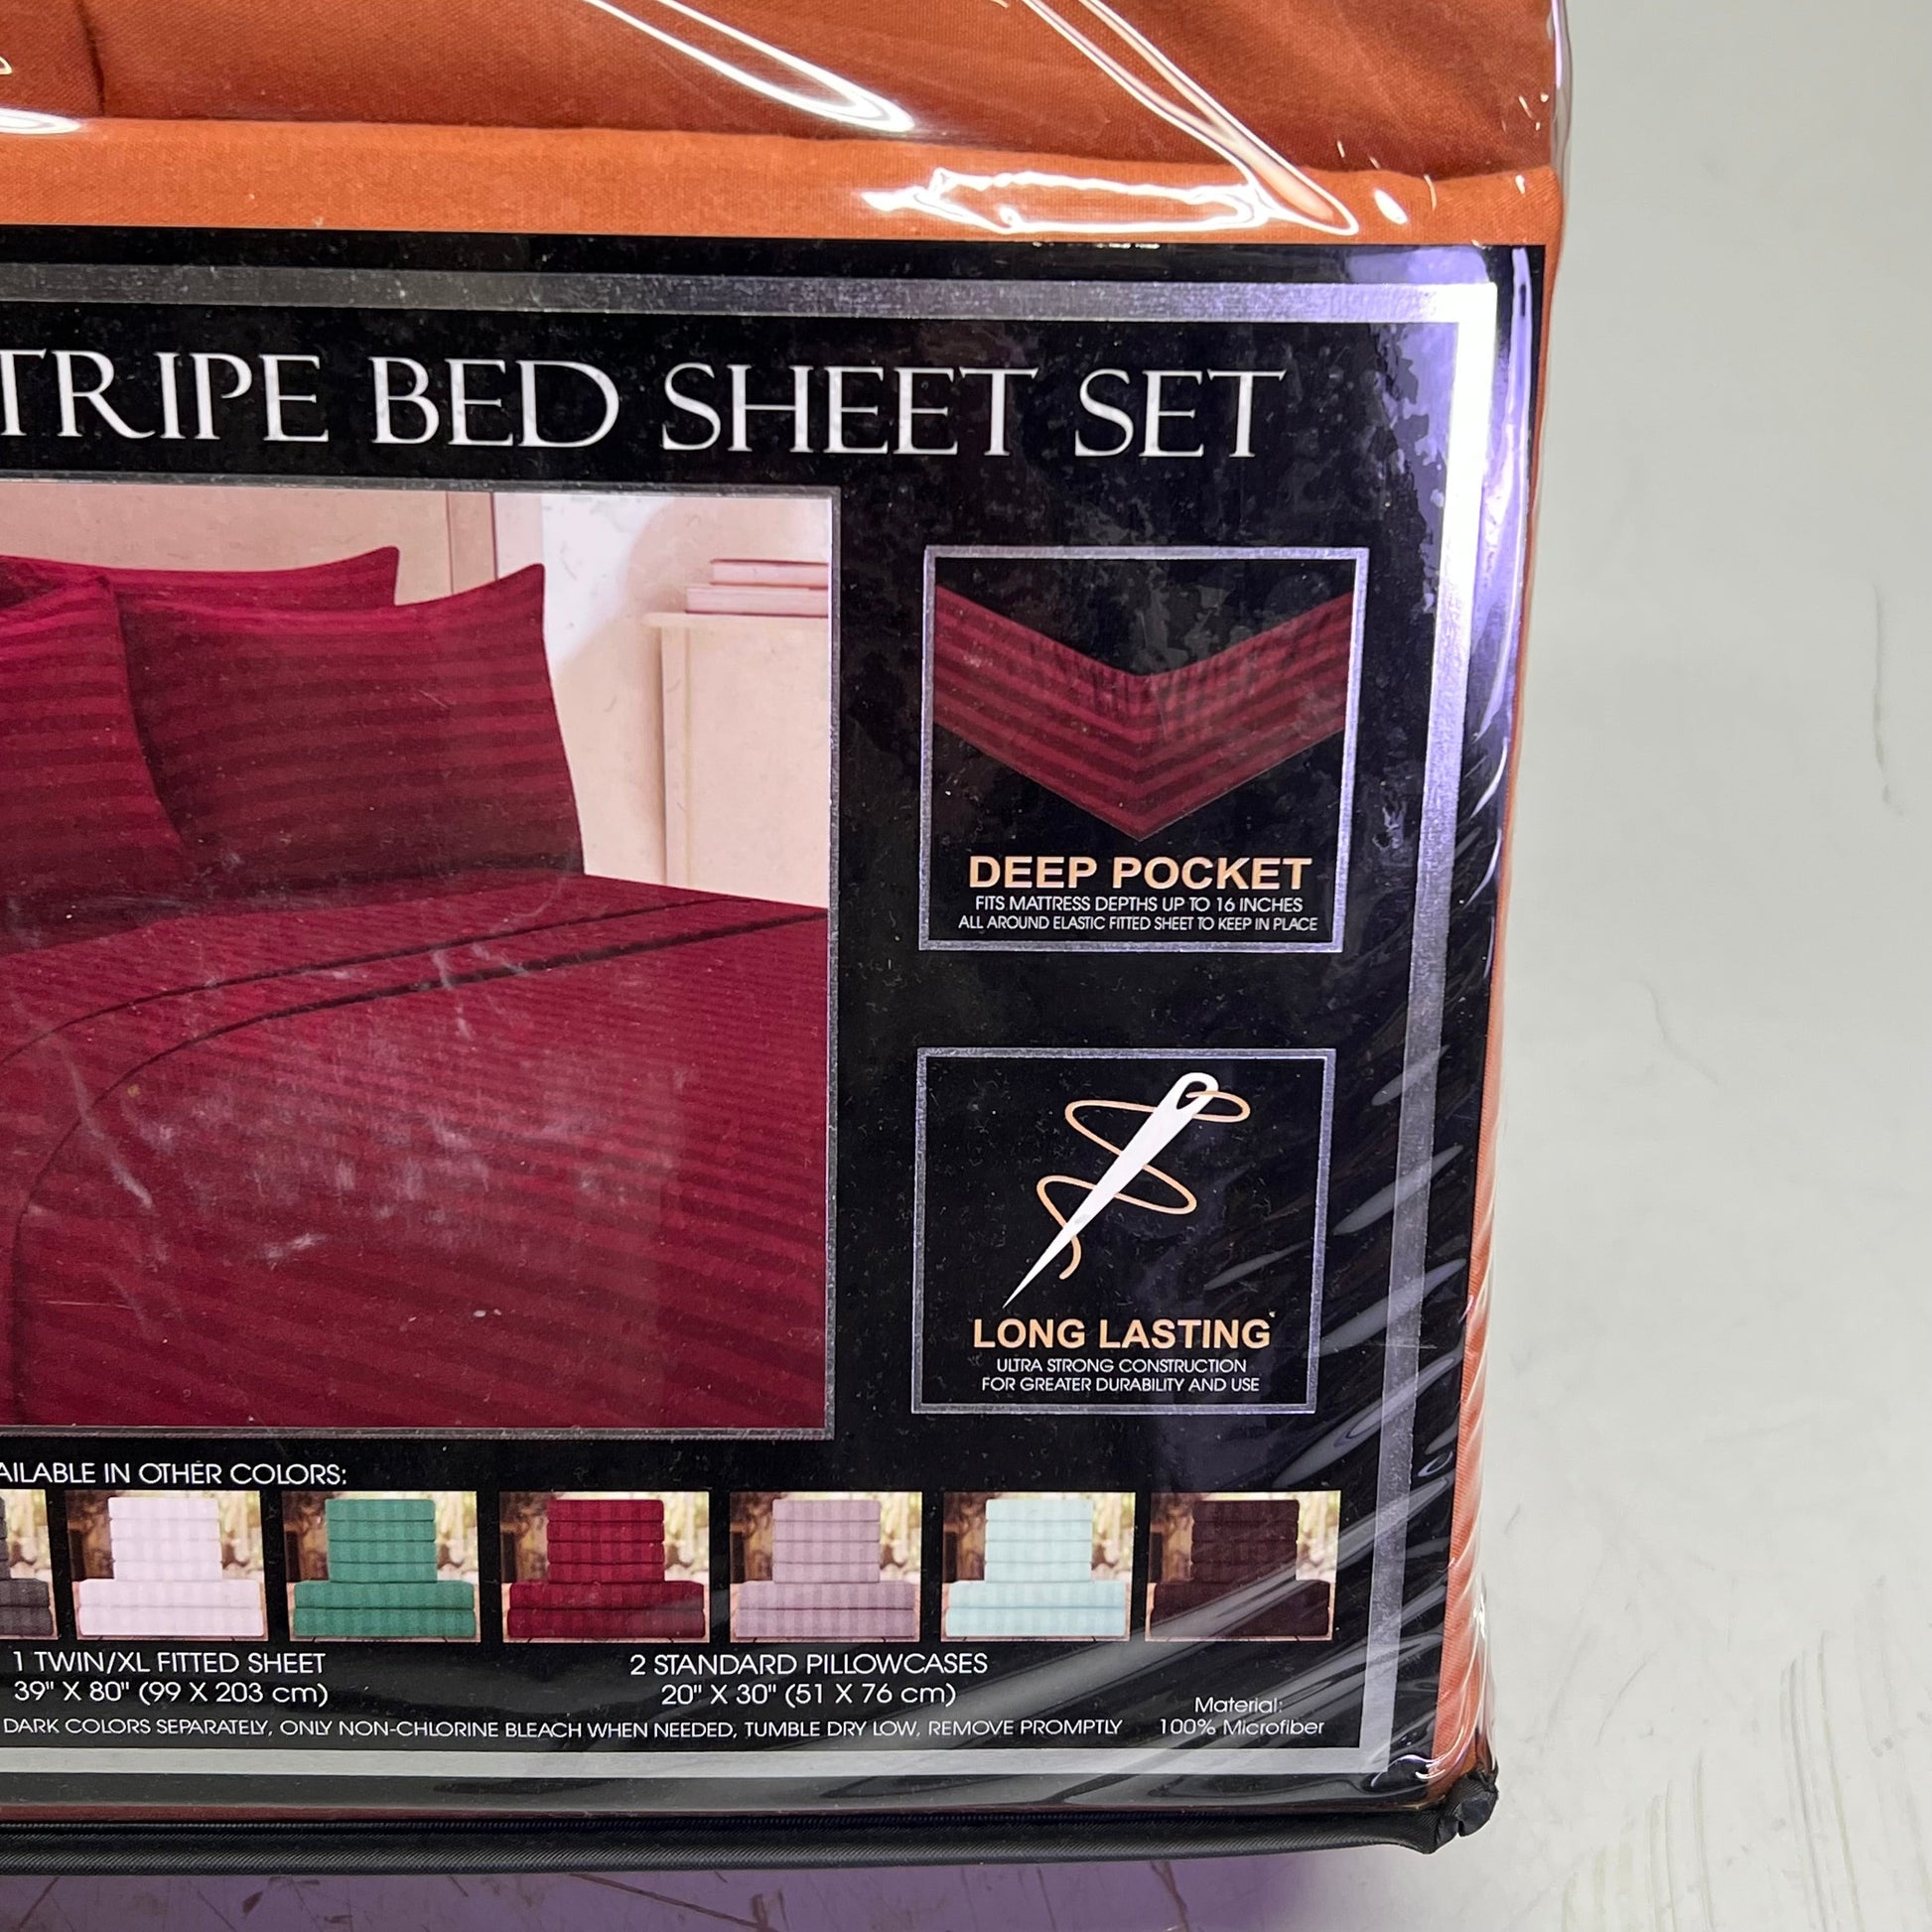 TRIPE BED SHEET SET
DEEP POCKET
FITS MATTRESS DEPTHS UP TO 16 INCHES
ALL AROUND ELASTIC FITTED SHEET TO KEEP IN PLACE
LONG LASTING
ULTRA STRONG CONSTRUCTION
FOR GREATER DURABILITY AND USE
AILABLE IN OTHER COLORS:
1 TWIN/XL FITTED SHEET
39" X 80" (99 X 203 cm)
2 STANDARD PILLOWCASES
20" X 30" (51 X 76 cm)
DARK COLORS SEPARATELY, ONLY NON-CHLORINE BLEACH WHEN NEEDED, TUMBLE DRY LOW, REMOVE PROMPTLY
Material:
100% Microfiber